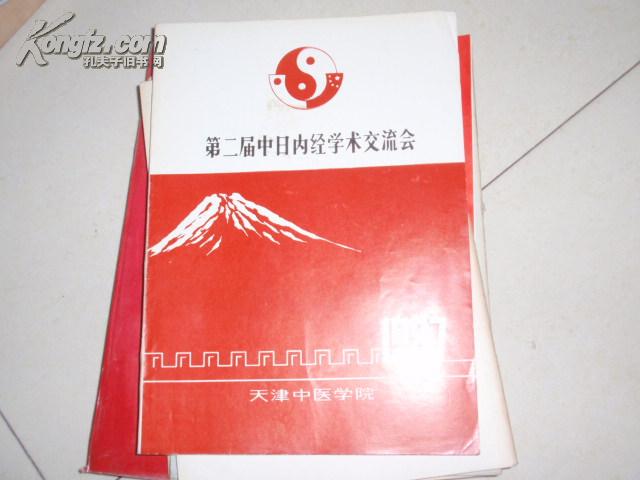 Kongfz.com
孔夫子旧书网
第二届中日内经学术交流会
天津中医学院